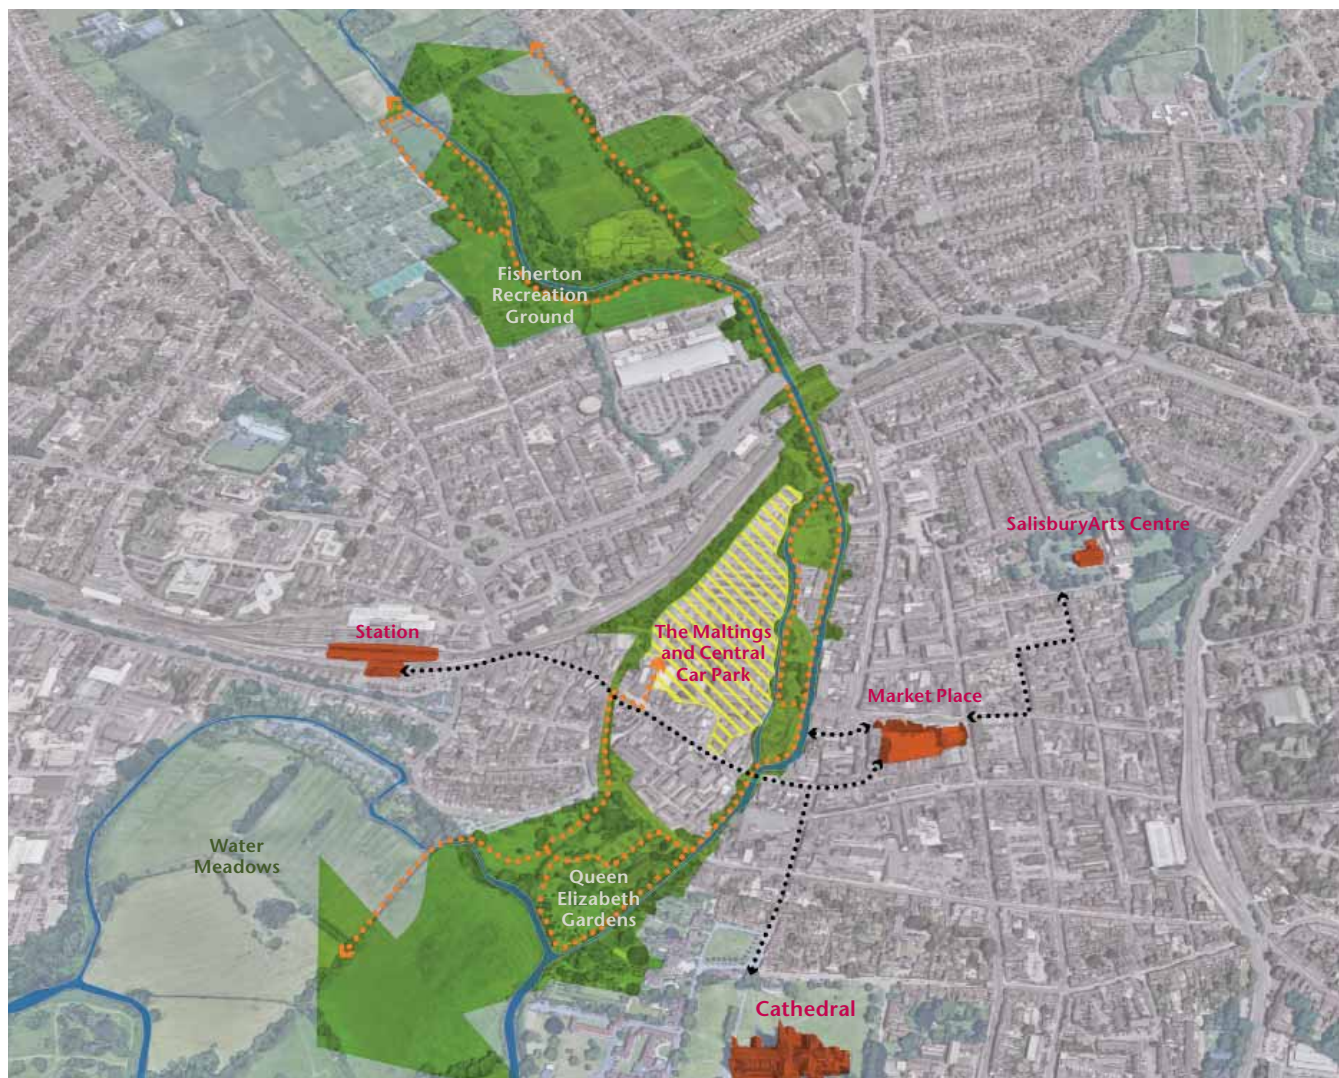 Fisherton
Recreation
Ground
SalisburyArts Centre
Station
The Maltings
and Central
Car Park
Market Place
Water
Meadows
Queen
Elizabeth
Gardens
Cathedral